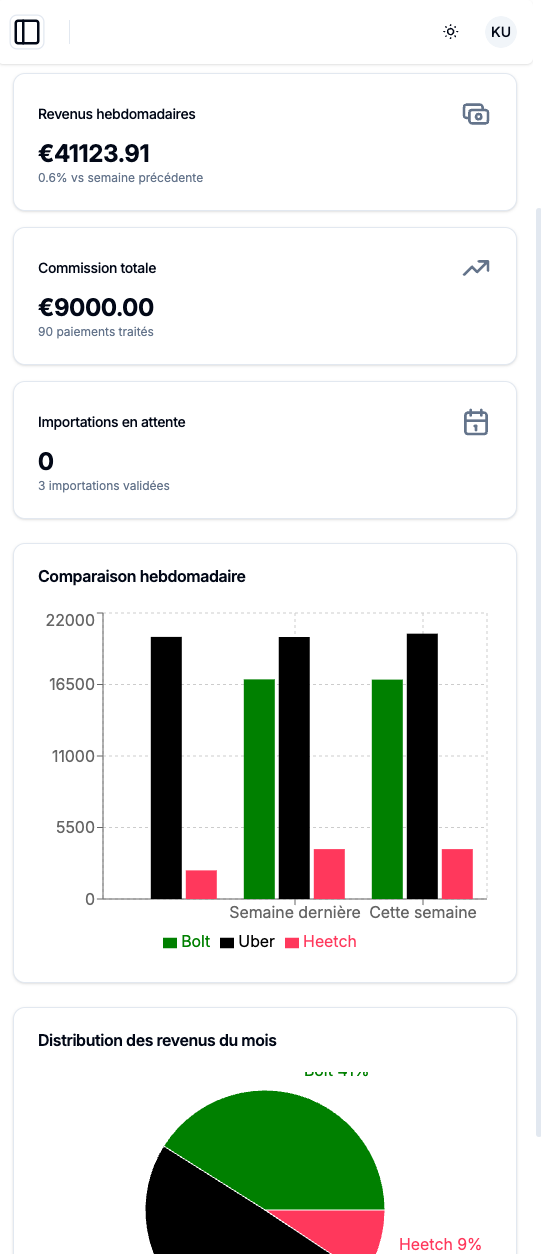 KU
Revenus hebdomadaires
€41123.91
0.6% vs semaine précédente
Commission totale
€9000.00
90 paiements traités
Importations en attente
0
3 importations validées
Comparaison hebdomadaire
22000
16500
11000
5500
0
Semaine dernière Cette semaine
Bolt Uber Heetch
Distribution des revenus du mois
Bolt 41%
Heetch 9%